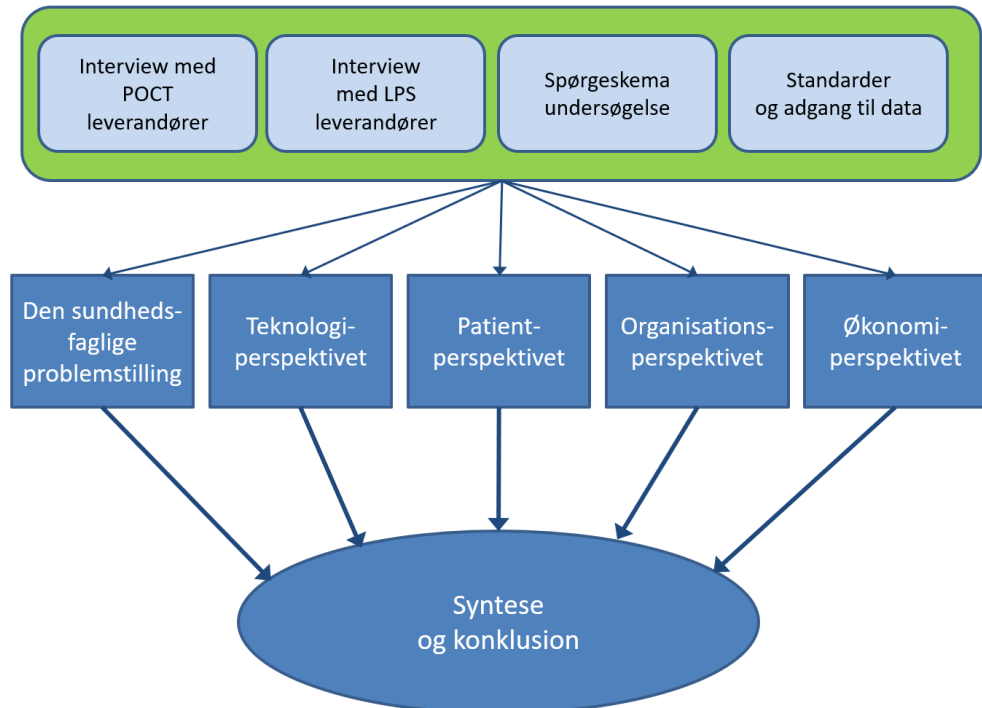 Interview med
POCT
leverandører
Interview
med LPS
leverandører
Spørgeskema
undersøgelse
Standarder
og adgang til data
Den sundheds-
faglige
problemstilling
Teknologi-
perspektivet
Patient-
perspektivet
Organisations-
perspektivet
Økonomi-
perspektivet
Syntese
og konklusion